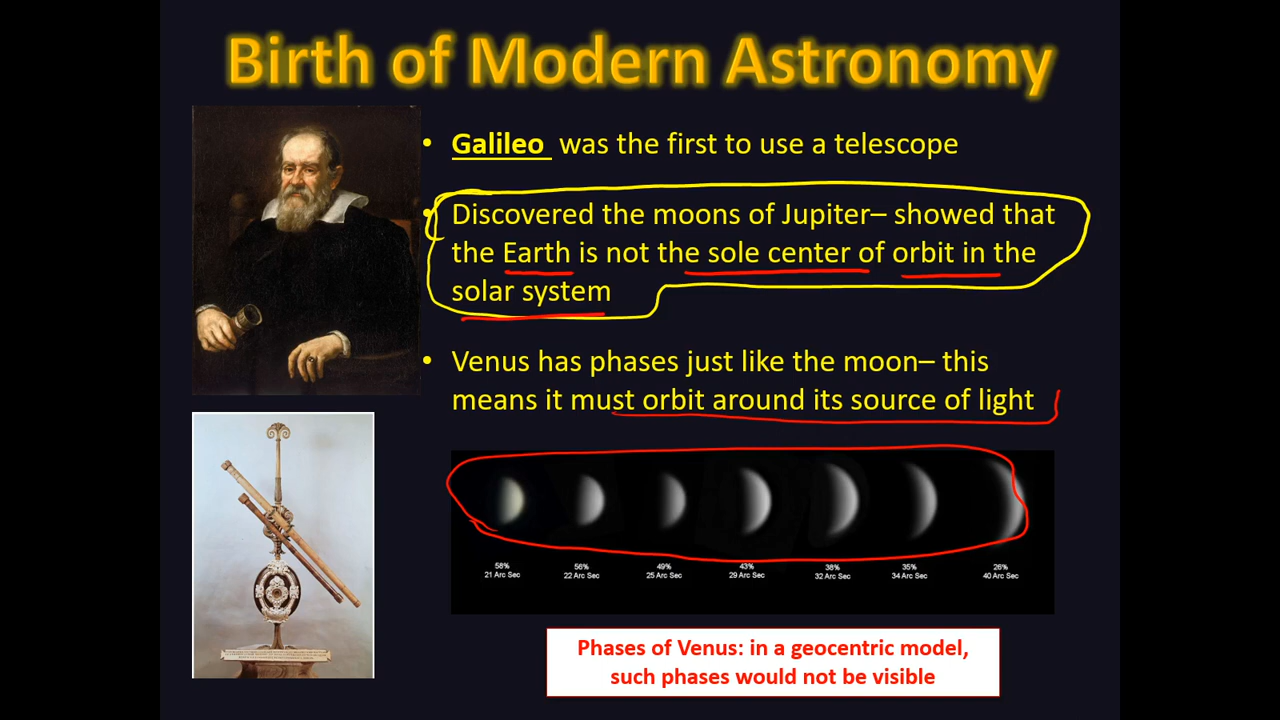 Birth of Modern Astronomy
• Galileo was the first to use a telescope
• Discovered the moons of Jupiter– showed that
the Earth is not the sole center of orbit in the
solar system
• Venus has phases just like the moon– this
means it must orbit around its source of light
58% 56% 49% 43% 38% 35% 26%
21 Arc Sec 22 Arc Sec 25 Arc Sec 29 Arc Sec 32 Arc Sec 34 Arc Sec 40 Arc Sec
Phases of Venus: in a geocentric model,
such phases would not be visible